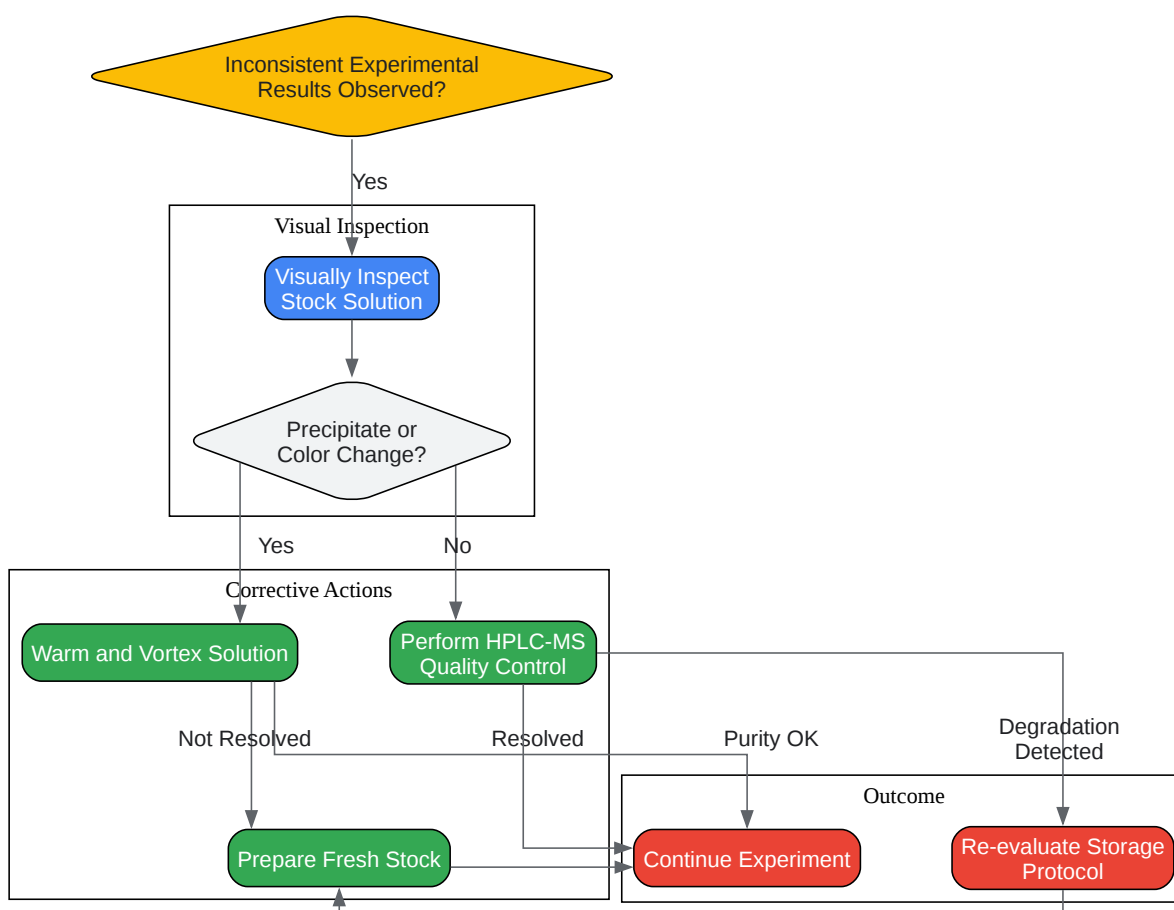 Inconsistent Experimental
Results Observed?
Yes
Visual Inspection
Visually Inspect
Stock Solution
Precipitate or
Color Change?
Yes
No
Corrective Actions
Warm and Vortex Solution
Perform HPLC-MS
Quality Control
Not Resolved
Resolved
Purity OK
Degradation
Detected
Outcome
Prepare Fresh Stock
Continue Experiment
Re-evaluate Storage
Protocol